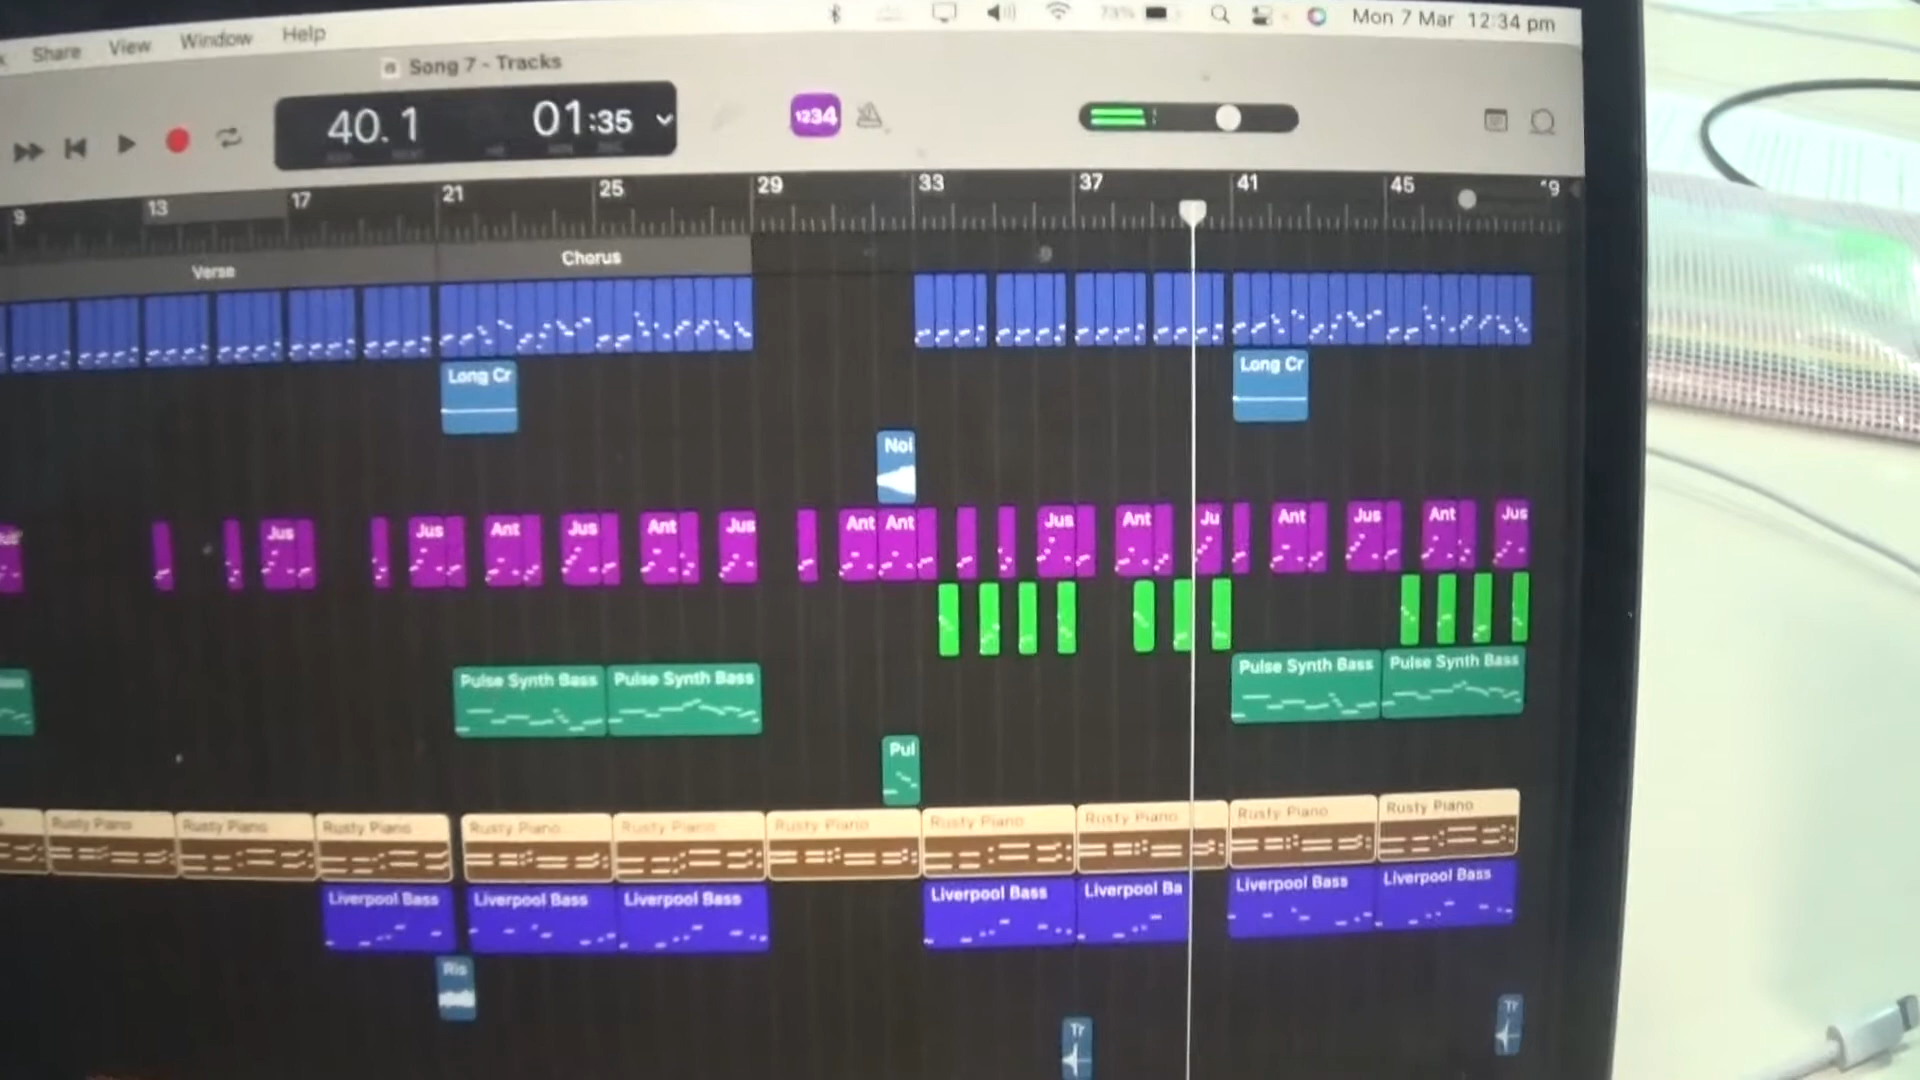 Share View Window Help 73% Mon 7 Mar 12:34 pm
Song 7 - Tracks
40. 1 01:35 1234
9 13 17 21 25 29 33 37 41 45
Verse Chorus
Long Cr Long Cr
Noi
Jus Jus Ant Jus Ant Jus Ant Ant Jus Ant Ju Ant Jus Ant Jus
Pulse Synth Bass Pulse Synth Bass Pulse Synth Bass Pulse Synth Bass
Pul
Rusty Piano Rusty Piano Rusty Piano Rusty Piano Rusty Piano Rusty Piano Rusty Piano Rusty Piano Rusty Piano Rusty Piano
Liverpool Bass Liverpool Bass Liverpool Bass Liverpool Bass Liverpool Ba Liverpool Bass Liverpool Bass
Ris
Tr Tr